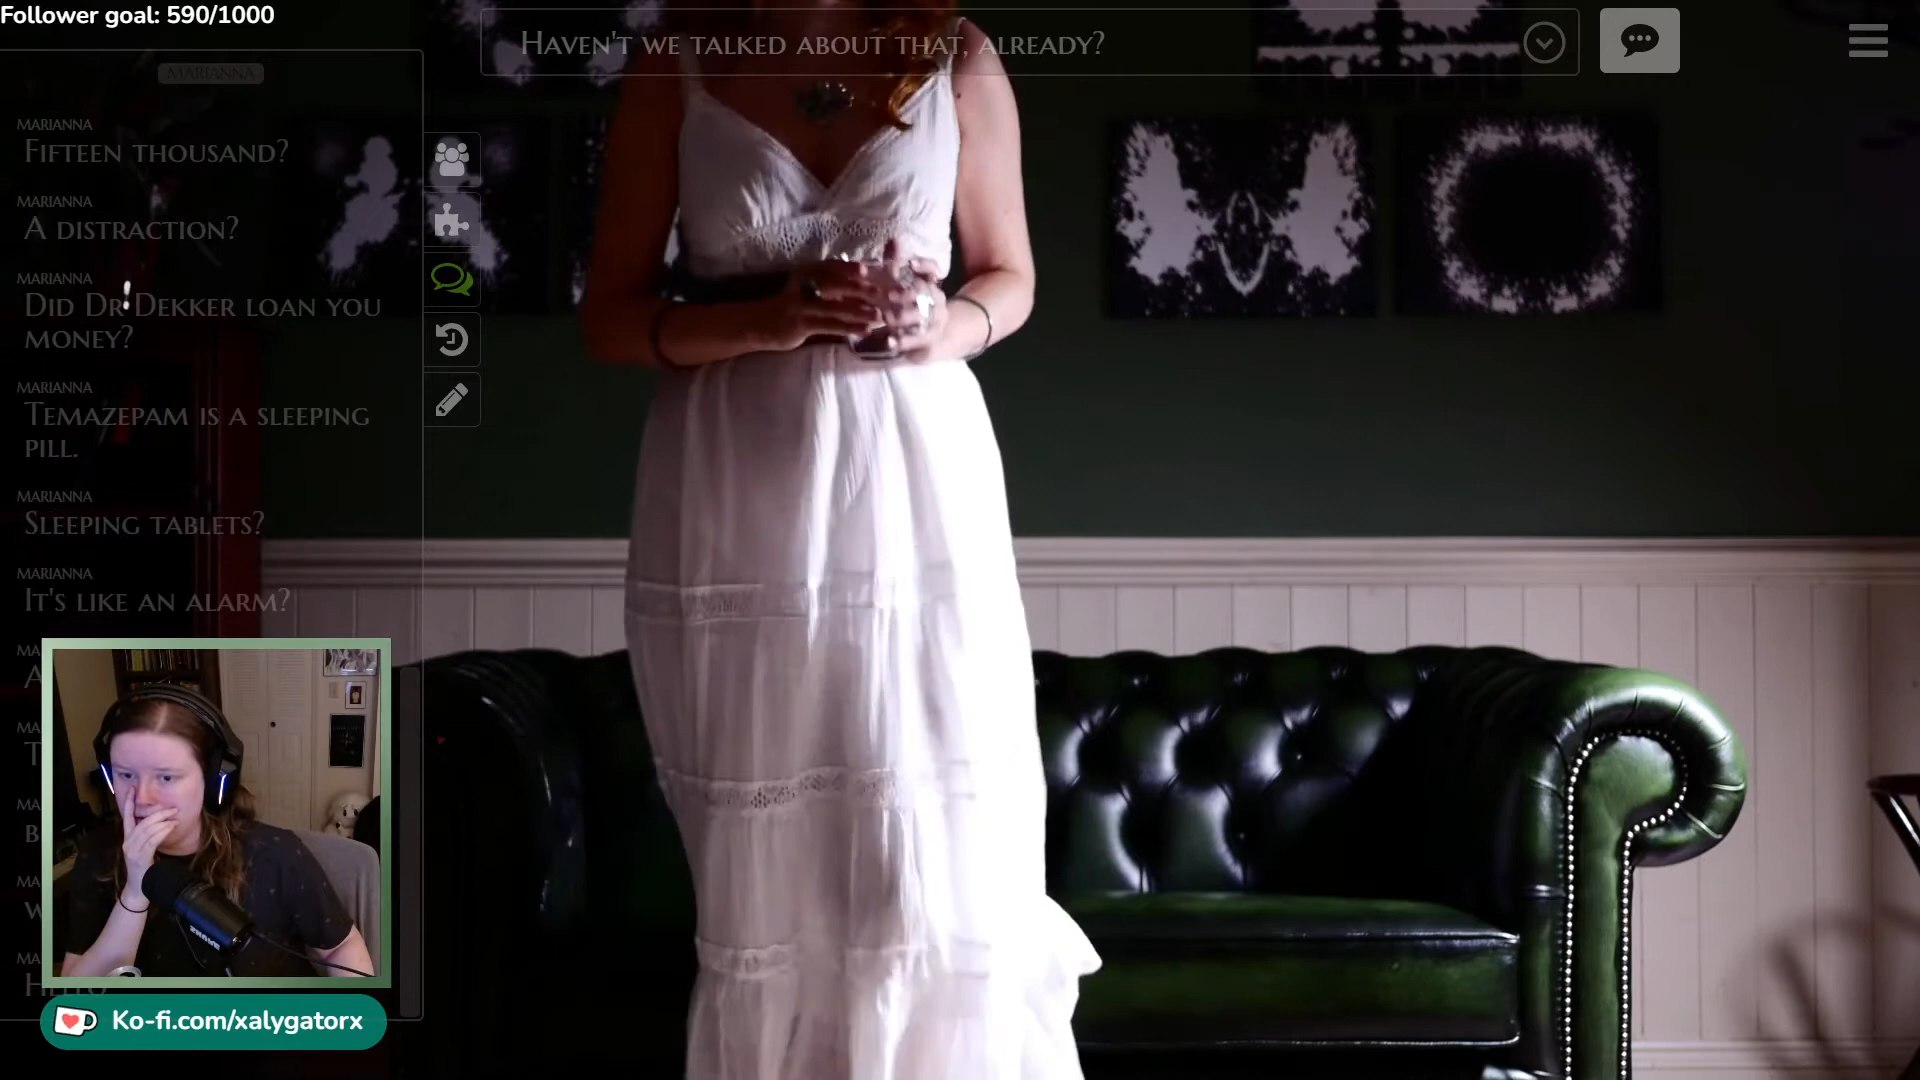 Follower goal: 590/1000
Haven't we talked about that, already?
MARIANNA
MARIANNA
Fifteen thousand?
MARIANNA
A distraction?
MARIANNA
Did Dr Dekker loan you
money?
MARIANNA
Temazepam is a sleeping
pill.
MARIANNA
Sleeping tablets?
MARIANNA
It's like an alarm?
Hello
Ko-fi.com/xalygatorx